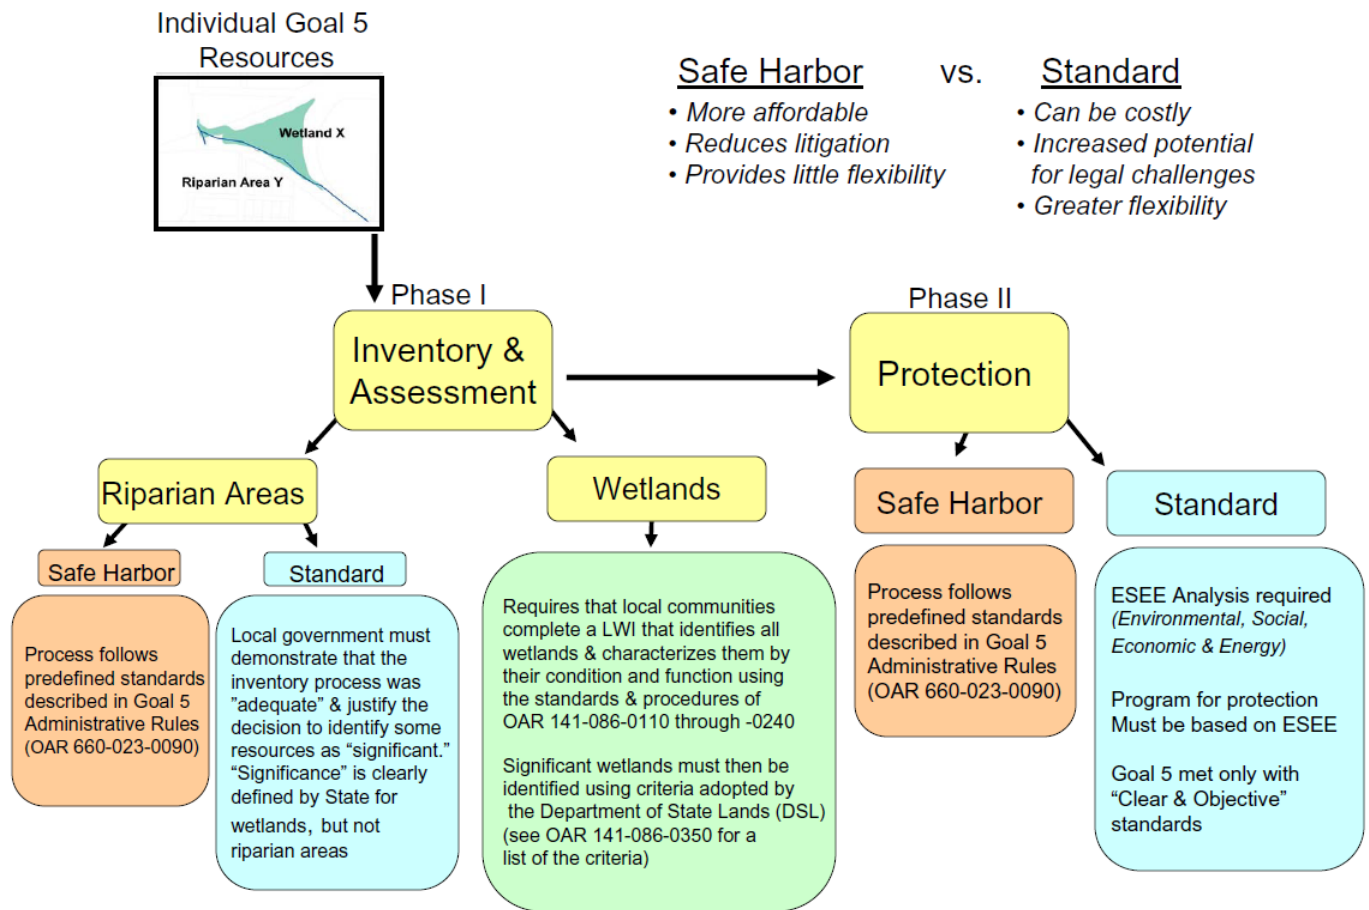 Individual Goal 5
Resources
Wetland X
Riparian Area Y
Safe Harbor vs. Standard
• More affordable
• Reduces litigation
• Provides little flexibility
• Can be costly
• Increased potential
for legal challenges
• Greater flexibility
Phase I
Inventory &
Assessment
Phase II
Protection
Riparian Areas
Wetlands
Safe Harbor
Process follows
predefined standards
described in Goal 5
Administrative Rules
(OAR 660-023-0090)
Standard
Local government must
demonstrate that the
inventory process was
"adequate" & justify the
decision to identify some
resources as “significant.”
“Significance” is clearly
defined by State for
wetlands, but not
riparian areas
Requires that local communities
complete a LWI that identifies all
wetlands & characterizes them by
their condition and function using
the standards & procedures of
OAR 141-086-0110 through -0240
Significant wetlands must then be
identified using criteria adopted by
the Department of State Lands (DSL)
(see OAR 141-086-0350 for a
list of the criteria)
Safe Harbor
Process follows
predefined standards
described in Goal 5
Administrative Rules
(OAR 660-023-0090)
Standard
ESEE Analysis required
(Environmental, Social,
Economic & Energy)
Program for protection
Must be based on ESEE
Goal 5 met only with
“Clear & Objective”
standards